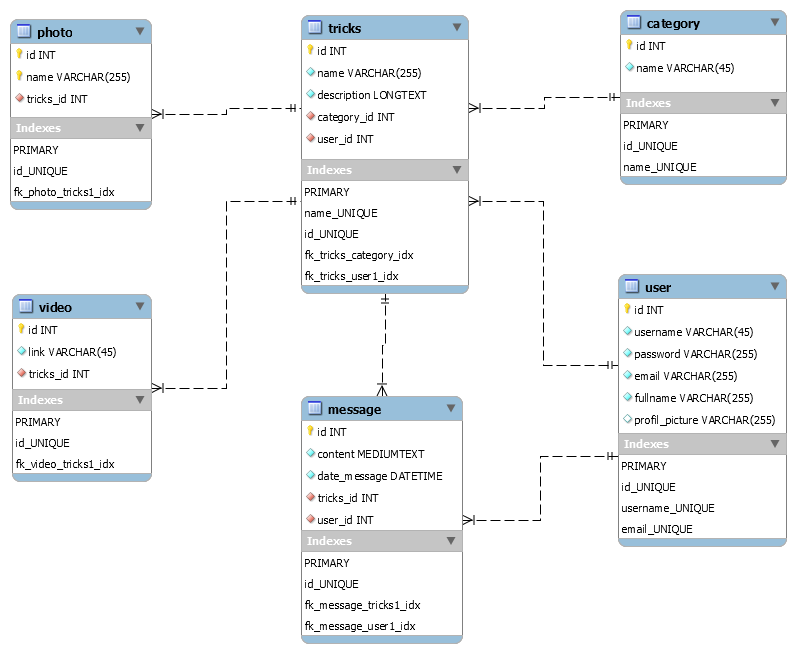 photo
id INT
name VARCHAR(255)
tricks_id INT
Indexes
PRIMARY
id_UNIQUE
fk_photo_tricks1_idx
tricks
id INT
name VARCHAR(255)
description LONGTEXT
category_id INT
user_id INT
Indexes
PRIMARY
name_UNIQUE
id_UNIQUE
fk_tricks_category_idx
fk_tricks_user1_idx
category
id INT
name VARCHAR(45)
Indexes
PRIMARY
id_UNIQUE
name_UNIQUE
video
id INT
link VARCHAR(45)
tricks_id INT
Indexes
PRIMARY
id_UNIQUE
fk_video_tricks1_idx
message
id INT
content MEDIUMTEXT
date_message DATETIME
tricks_id INT
user_id INT
Indexes
PRIMARY
id_UNIQUE
fk_message_tricks1_idx
fk_message_user1_idx
user
id INT
username VARCHAR(45)
password VARCHAR(255)
email VARCHAR(255)
fullname VARCHAR(255)
profil_picture VARCHAR(255)
Indexes
PRIMARY
id_UNIQUE
username_UNIQUE
email_UNIQUE